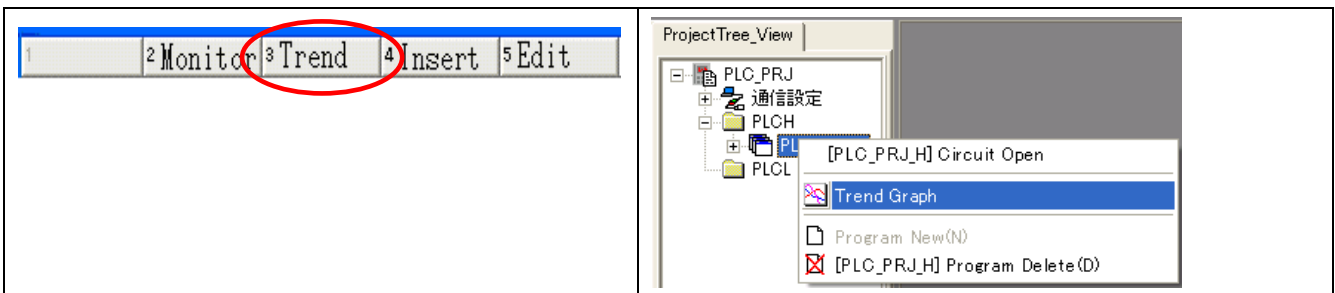 1 2 Monitor 3 Trend 4 Insert 5 Edit
ProjectTree_View
PLC_PRJ
通信設定
PLCH
PL
[PLC_PRJ_H] Circuit Open
PLCL
Trend Graph
Program New(N)
[PLC_PRJ_H] Program Delete(D)